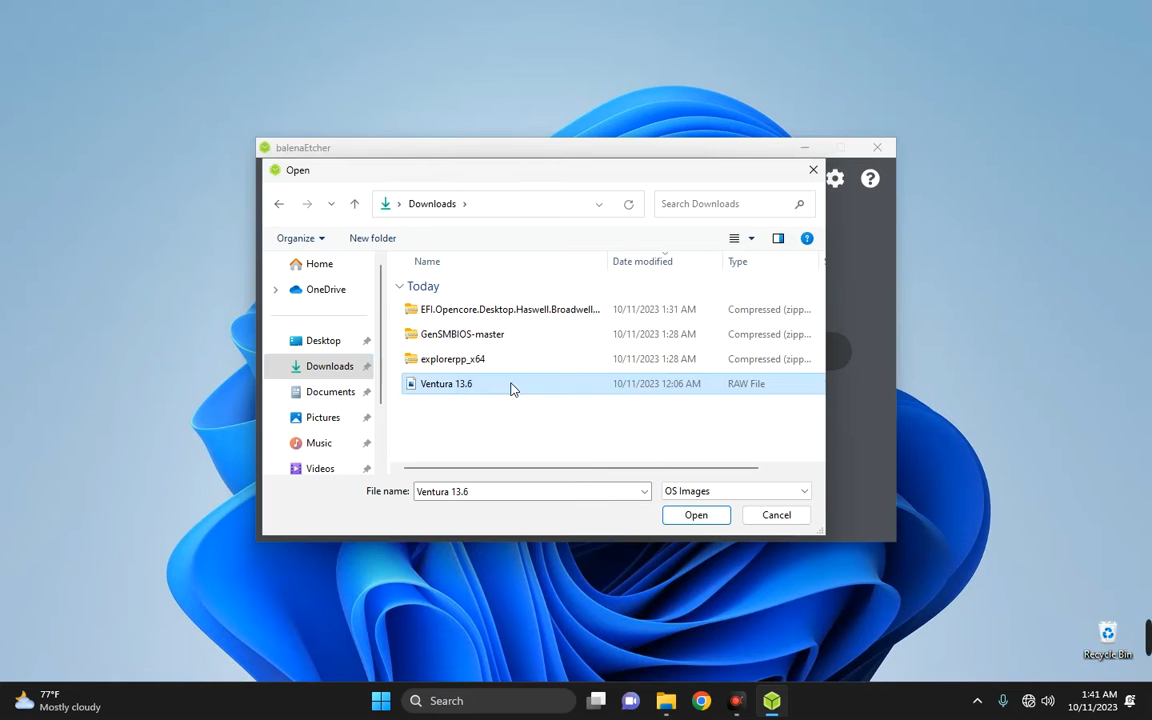 balenaEtcher
Open
Downloads
Search Downloads
Organize
New folder
Home
OneDrive
Desktop
Downloads
Documents
Pictures
Music
Videos
Name
Date modified
Type
Today
EFI.Opencore.Desktop.Haswell.Broadwell... 10/11/2023 1:31 AM Compressed (zipp...
GenSMBIOS-master 10/11/2023 1:28 AM Compressed (zipp...
explorerpp_x64 10/11/2023 1:28 AM Compressed (zipp...
Ventura 13.6 10/11/2023 12:06 AM RAW File
File name: Ventura 13.6 OS Images
Open Cancel
Recycle Bin
77°F
Mostly cloudy
Search
1:41 AM
10/11/2023